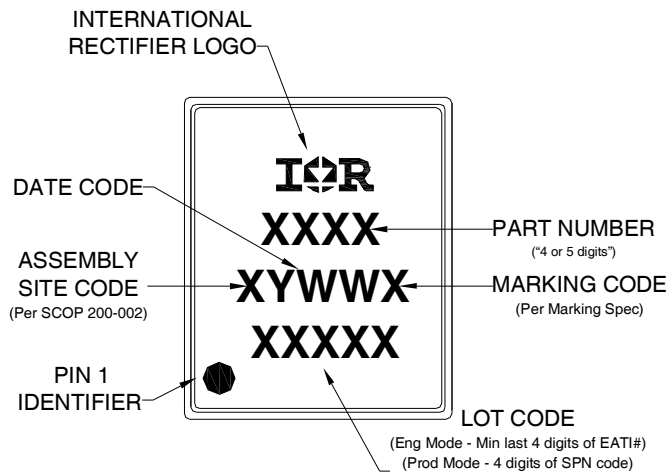 INTERNATIONAL
RECTIFIER LOGO
IOR
DATE CODE
XXXX
PART NUMBER
(“4 or 5 digits”)
ASSEMBLY
SITE CODE
(Per SCOP 200-002)
XYWWX
MARKING CODE
(Per Marking Spec)
XXXXX
PIN 1
IDENTIFIER
LOT CODE
(Eng Mode - Min last 4 digits of EATI#)
(Prod Mode - 4 digits of SPN code)